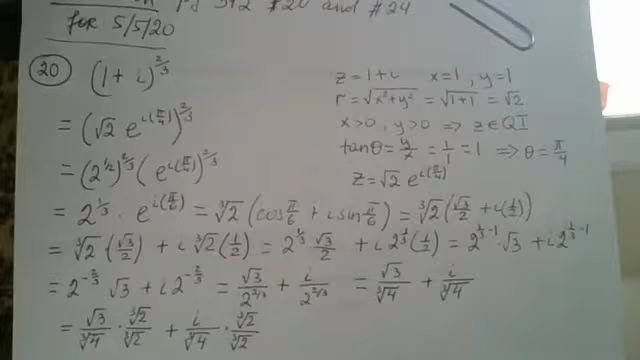 pg 312 #20 and #24
for 5/5/20
20 (1+i)^{2/3}
z=1+i x=1, y=1
r=√(x²+y²) = √(1+1) = √2
= (√2 e^{i(π/4)})^{2/3}
x>0, y>0 ⇒ z∈QI
tanθ = y/x = 1/1 = 1 ⇒ θ = π/4
= (2^{1/2})^{2/3} (e^{i(π/4)})^{2/3}
z = √2 e^{i(π/4)}
= 2^{1/3} · e^{i(π/6)} = ∛2 (cos π/6 + i sin π/6) = ∛2 (√3/2 + i(1/2))
= ∛2 (√3/2) + i ∛2 (1/2) = 2^{1/3} · √3/2 + i 2^{1/3} (1/2) = 2^{1/3-1} · √3 + i 2^{1/3-1}
= 2^{-2/3} √3 + i 2^{-2/3} = √3/2^{2/3} + i/2^{2/3} = √3/∛4 + i/∛4
= √3/∛4 · ∛2/∛2 + i/∛4 · ∛2/∛2